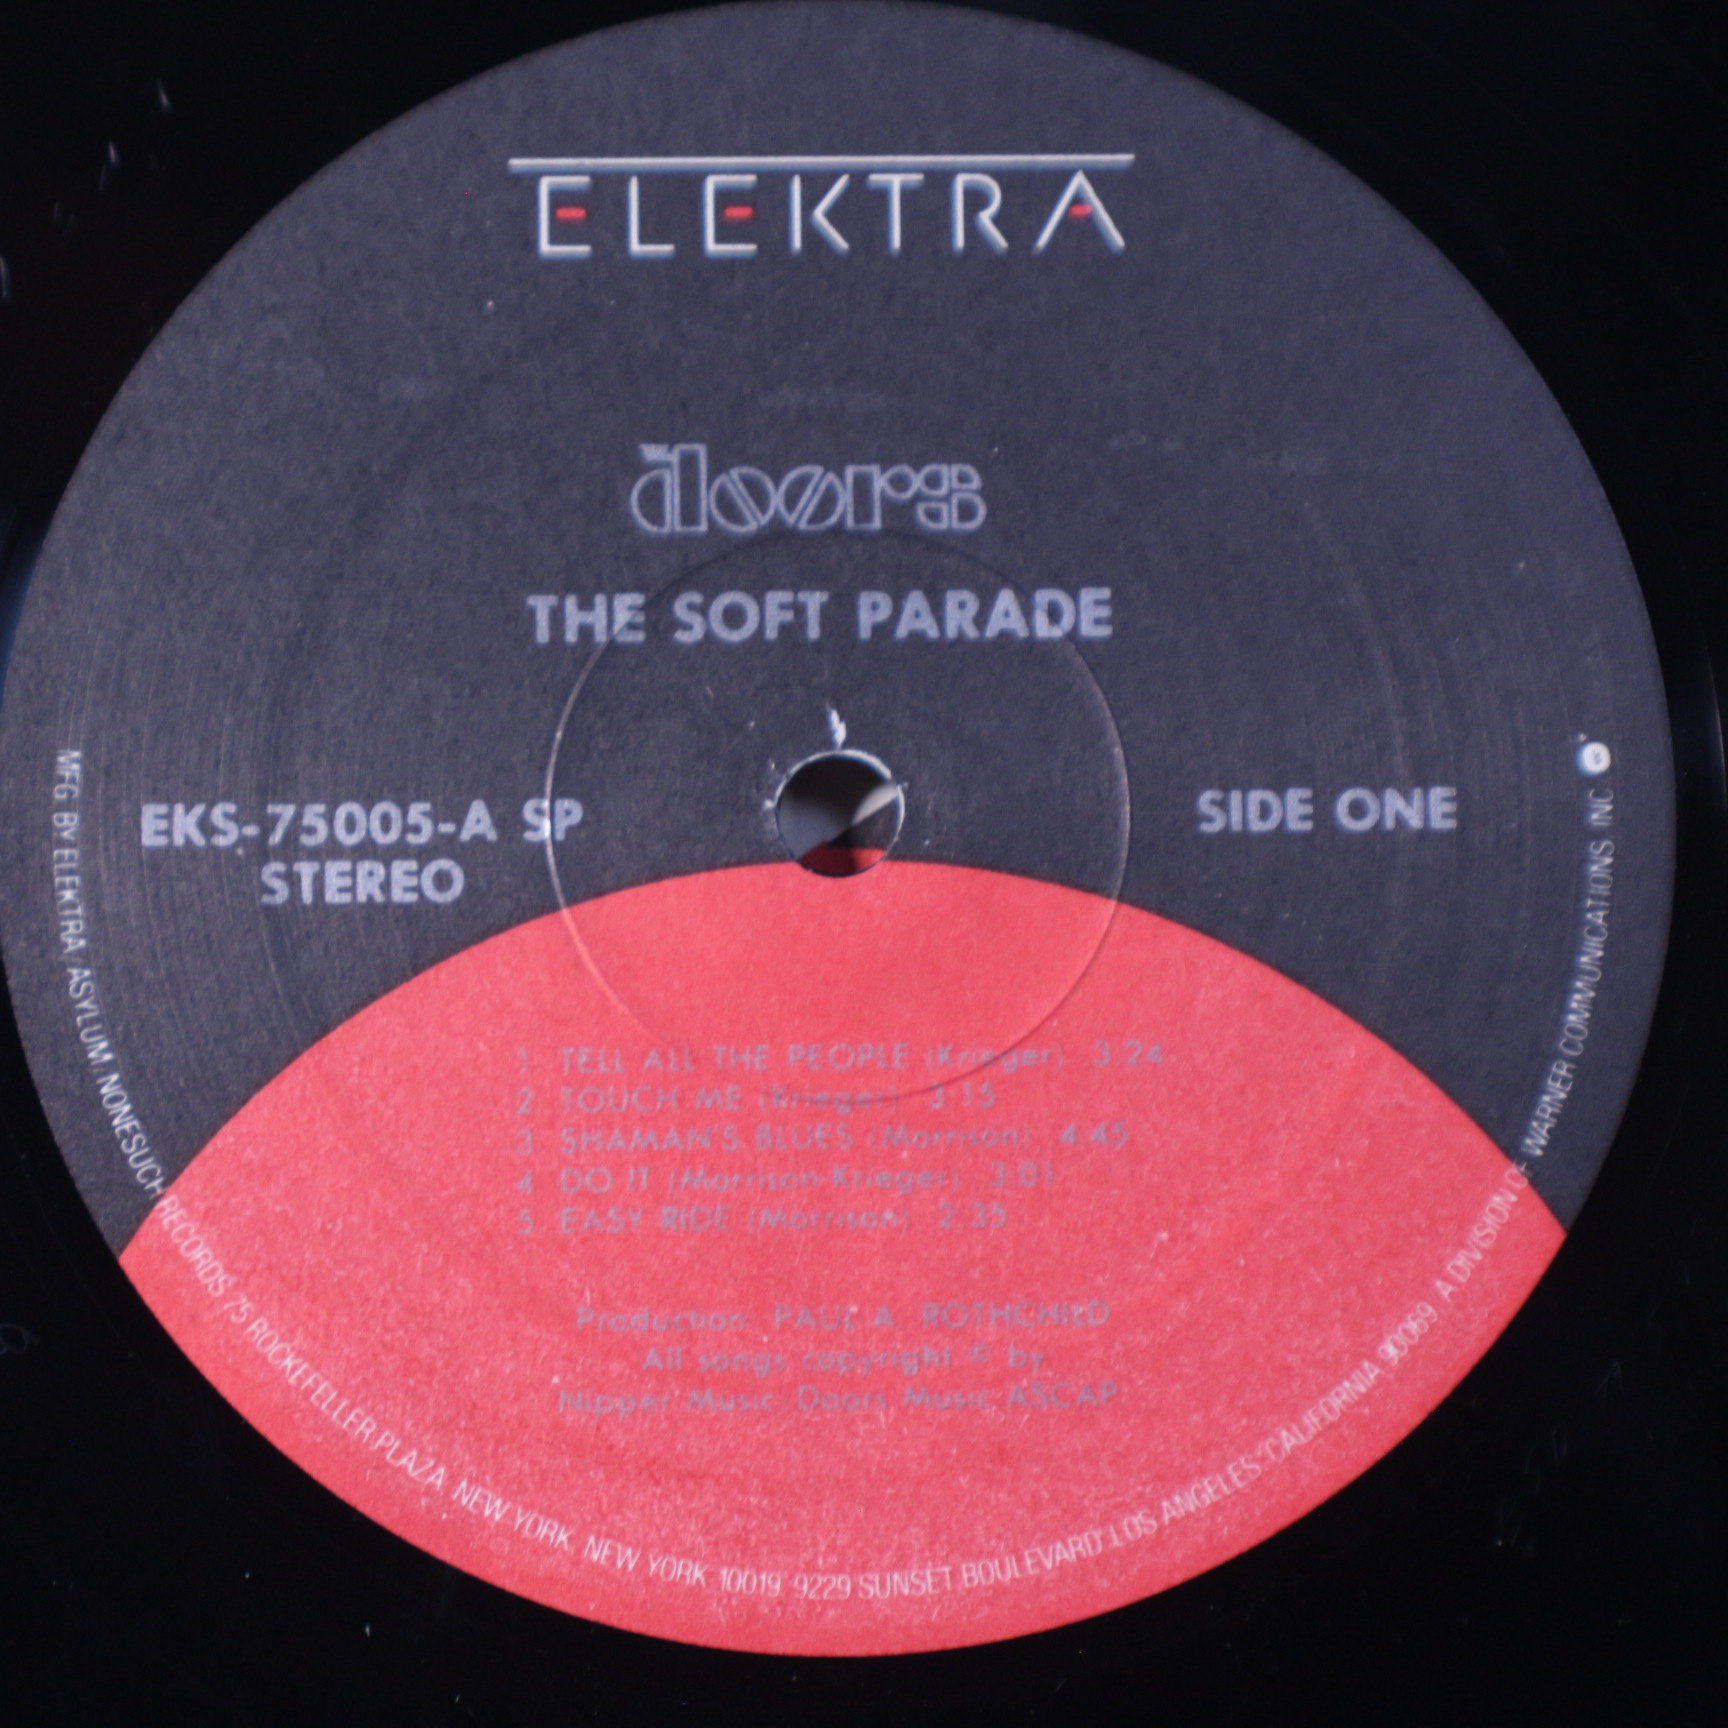 ELEKTRA
the doors
THE SOFT PARADE
EKS-75005-A SP
STEREO
SIDE ONE
1 TELL ALL THE PEOPLE (Krieger) 3:24
2 TOUCH ME (Krieger) 3:15
3 SHAMAN'S BLUES (Morrison) 4:45
4 DO IT (Morrison-Krieger) 3:01
5 EASY RIDE (Morrison) 2:35
Production: PAUL A. ROTHCHILD
All songs copyright © by
Nipper Music Doors Music ASCAP
MFG BY ELEKTRA/ASYLUM/NONESUCH RECORDS 75 ROCKEFELLER PLAZA, NEW YORK, NEW YORK 10019 9229 SUNSET BOULEVARD LOS ANGELES CALIFORNIA 90069. A DIVISION OF WARNER COMMUNICATIONS INC